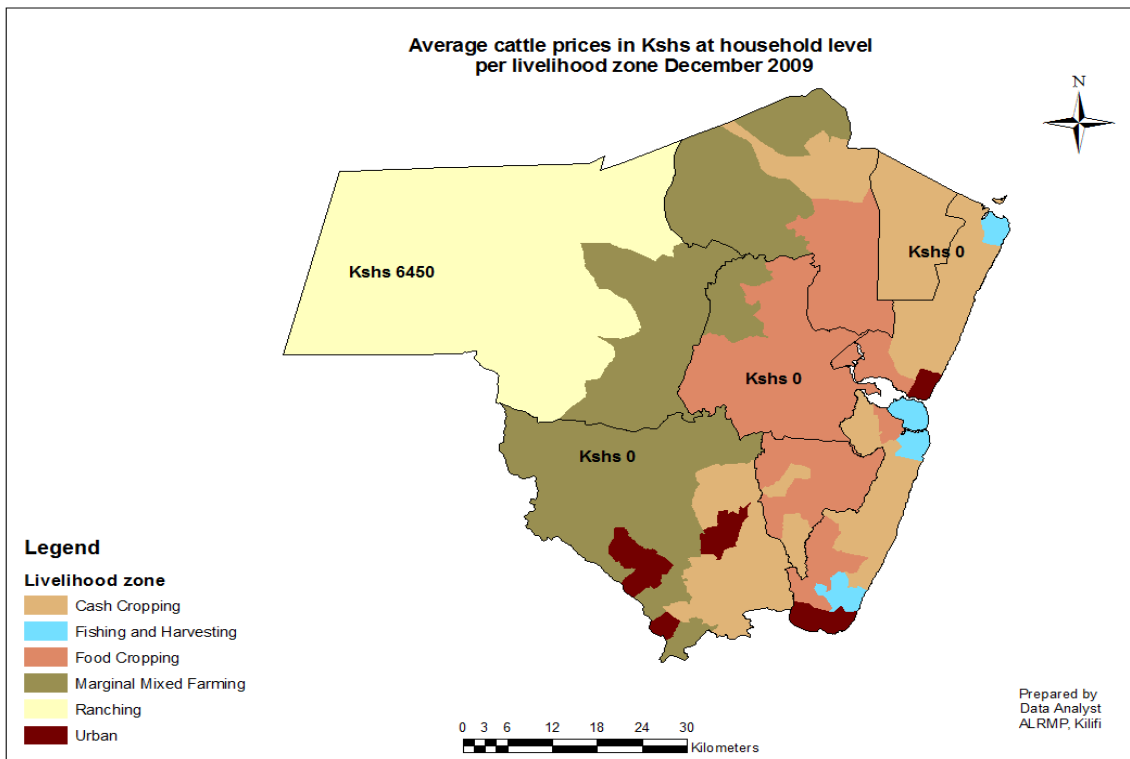 Average cattle prices in Kshs at household level
per livelihood zone December 2009
N
Kshs 0
Kshs 6450
Kshs 0
Kshs 0
Legend
Livelihood zone
Cash Cropping
Fishing and Harvesting
Food Cropping
Marginal Mixed Farming
Ranching
Urban
0 3 6 12 18 24 30
Kilometers
Prepared by
Data Analyst
ALRMP, Kilifi